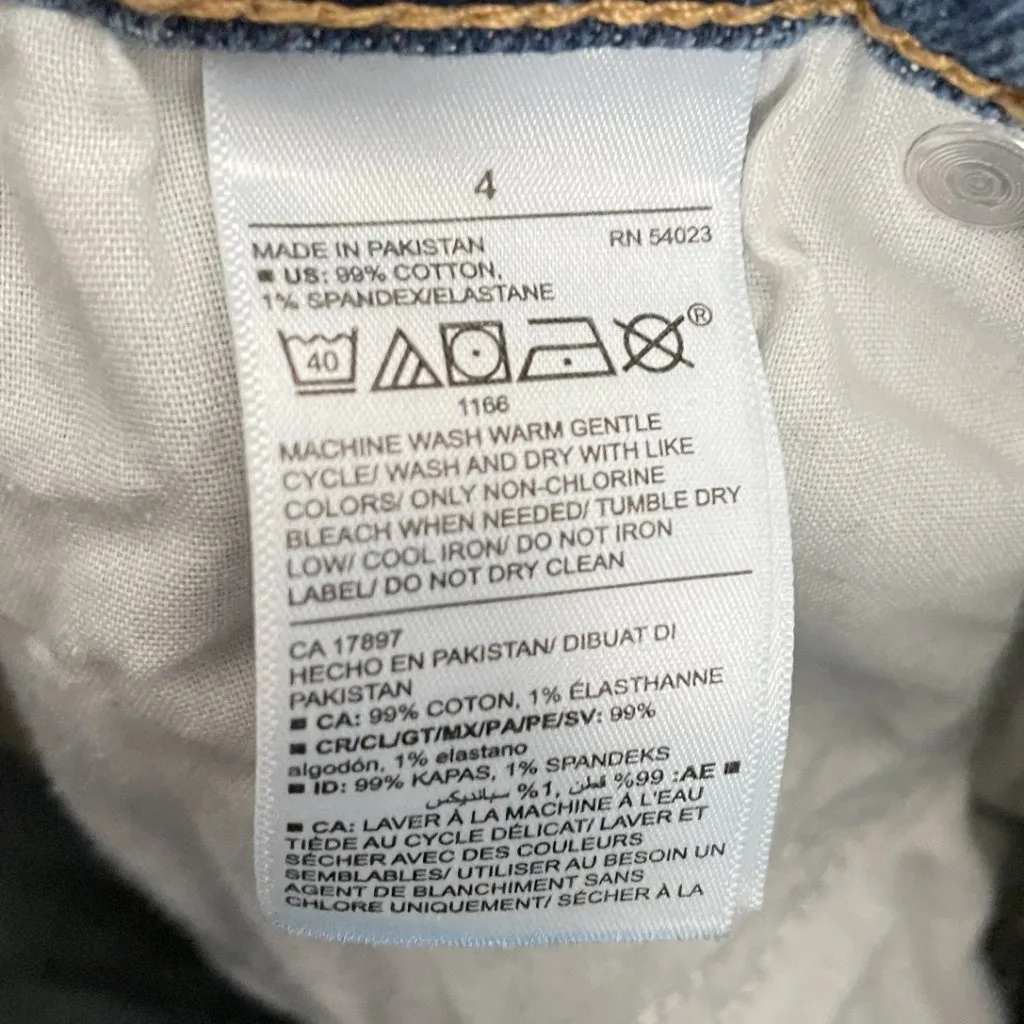 4
MADE IN PAKISTAN RN 54023
■ US: 99% COTTON,
1% SPANDEX/ELASTANE
40 ®
1166
MACHINE WASH WARM GENTLE
CYCLE/ WASH AND DRY WITH LIKE
COLORS/ ONLY NON-CHLORINE
BLEACH WHEN NEEDED/ TUMBLE DRY
LOW/ COOL IRON/ DO NOT IRON
LABEL/ DO NOT DRY CLEAN
CA 17897
HECHO EN PAKISTAN/ DIBUAT DI
PAKISTAN
■ CA: 99% COTON, 1% ÉLASTHANNE
■ CR/CL/GT/MX/PA/PE/SV: 99%
algodón, 1% elastano
■ ID: 99% KAPAS, 1% SPANDEKS
■ AE: 99% قطن, 1% سباندیکس
■ CA: LAVER À LA MACHINE À L'EAU
TIÈDE AU CYCLE DÉLICAT/ LAVER ET
SÉCHER AVEC DES COULEURS
SEMBLABLES/ UTILISER AU BESOIN UN
AGENT DE BLANCHIMENT SANS
CHLORE UNIQUEMENT/ SÉCHER À LA